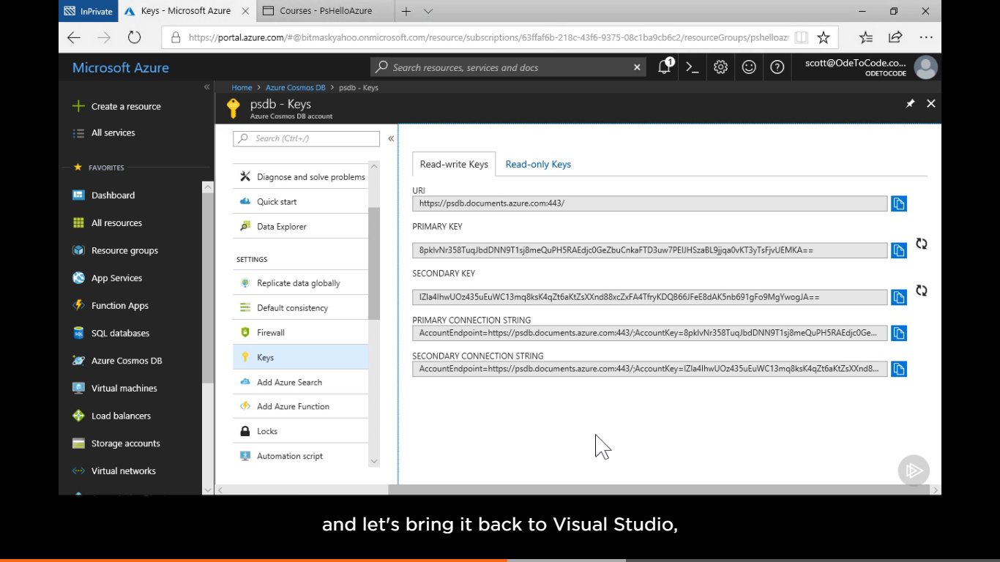 InPrivate
Keys - Microsoft Azure
Courses - PsHelloAzure
https://portal.azure.com/#@bitmaskyahoo.onmicrosoft.com/resource/subscriptions/63ffaf6b-218c-43f6-9375-08c1ba9cb6c2/resourceGroups/pshelloaz
Microsoft Azure
Search resources, services and docs
1
scott@OdeToCode.co...
ODETOCODE
Home > Azure Cosmos DB > psdb - Keys
psdb - Keys
Azure Cosmos DB account
Create a resource
All services
FAVORITES
Dashboard
All resources
Resource groups
App Services
Function Apps
SQL databases
Azure Cosmos DB
Virtual machines
Load balancers
Storage accounts
Virtual networks
Search (Ctrl+/)
Diagnose and solve problems
Quick start
Data Explorer
SETTINGS
Replicate data globally
Default consistency
Firewall
Keys
Add Azure Search
Add Azure Function
Locks
Automation script
Read-write Keys
Read-only Keys
URI
https://psdb.documents.azure.com:443/
PRIMARY KEY
8pklvNr358TuqJbdDNN9T1sj8meQuPH5RAEdjc0GeZbuCnkaFTD3uw7PEIJHSzaBL9jjqa0vKT3yTsFjvUEMKA==
SECONDARY KEY
IZIa4IhwUOz435uEuWC13mq8ksK4qZt6aKtZsXXnd88xcZxFA4TfryKDQB66JFeE8dAK5nb691gFo9MgYwogJA==
PRIMARY CONNECTION STRING
AccountEndpoint=https://psdb.documents.azure.com:443/;AccountKey=8pklvNr358TuqJbdDNN9T1sj8meQuPH5RAEdjc0Ge...
SECONDARY CONNECTION STRING
AccountEndpoint=https://psdb.documents.azure.com:443/;AccountKey=IZIa4IhwUOz435uEuWC13mq8ksK4qZt6aKtZsXXnd8...
and let's bring it back to Visual Studio,